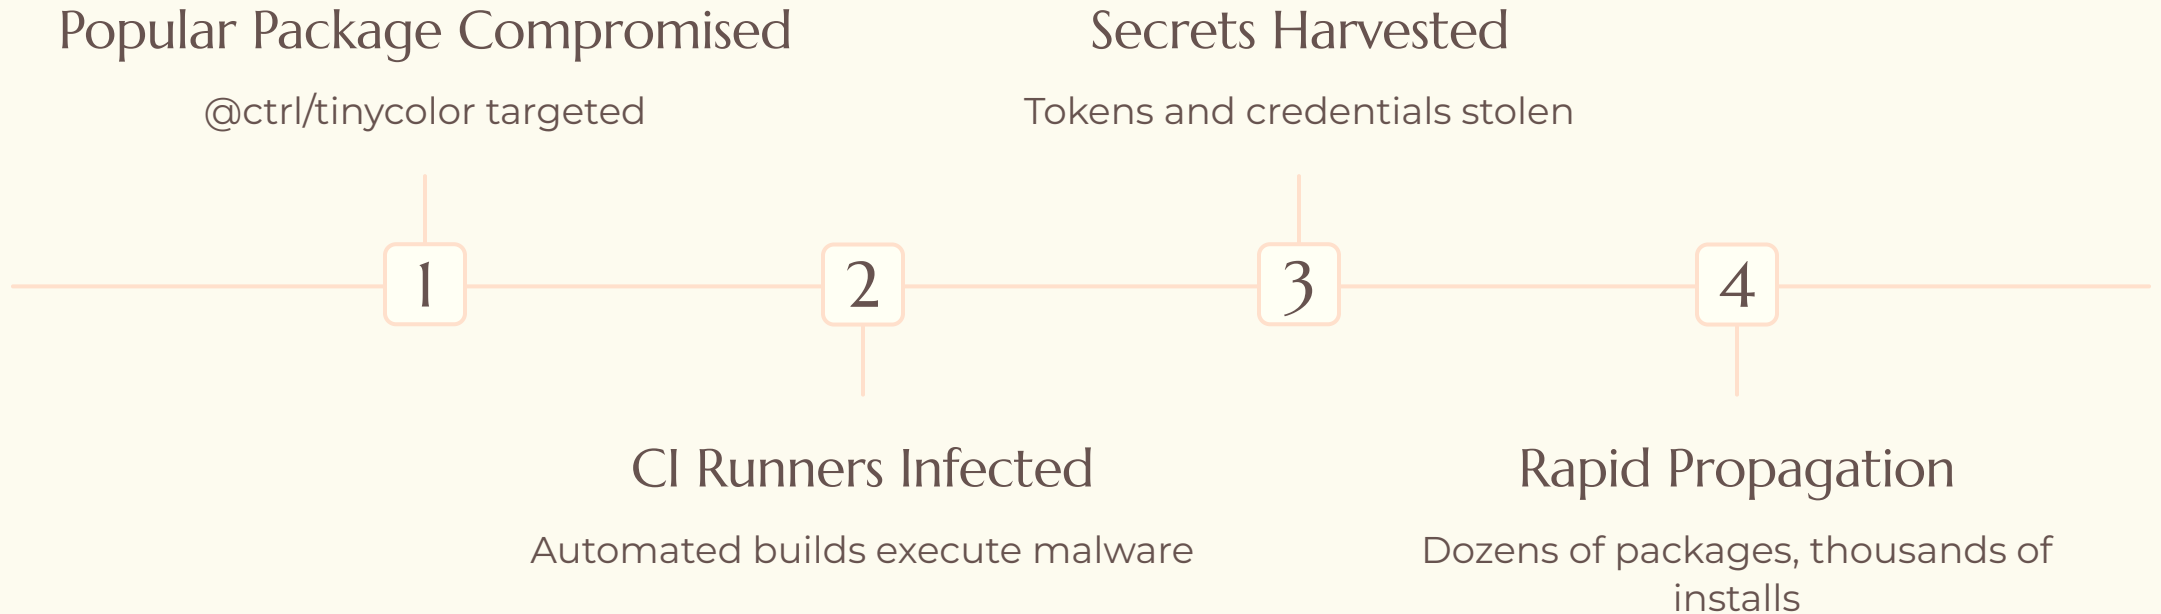 Popular Package Compromised
@ctrl/tinycolor targeted
1
2
CI Runners Infected
Automated builds execute malware
Secrets Harvested
Tokens and credentials stolen
3
4
Rapid Propagation
Dozens of packages, thousands of
installs